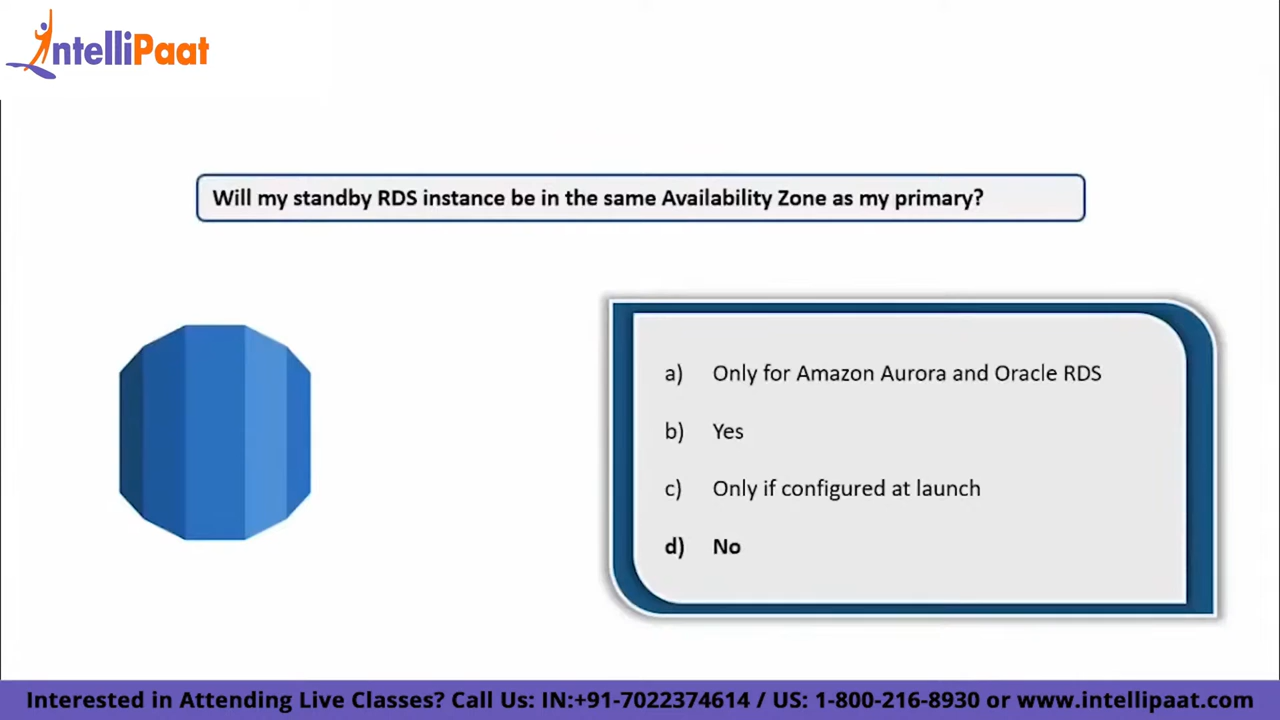 IntelliPaat
Will my standby RDS instance be in the same Availability Zone as my primary?
a) Only for Amazon Aurora and Oracle RDS
b) Yes
c) Only if configured at launch
d) No
Interested in Attending Live Classes? Call Us: IN:+91-7022374614 / US: 1-800-216-8930 or www.intellipaat.com